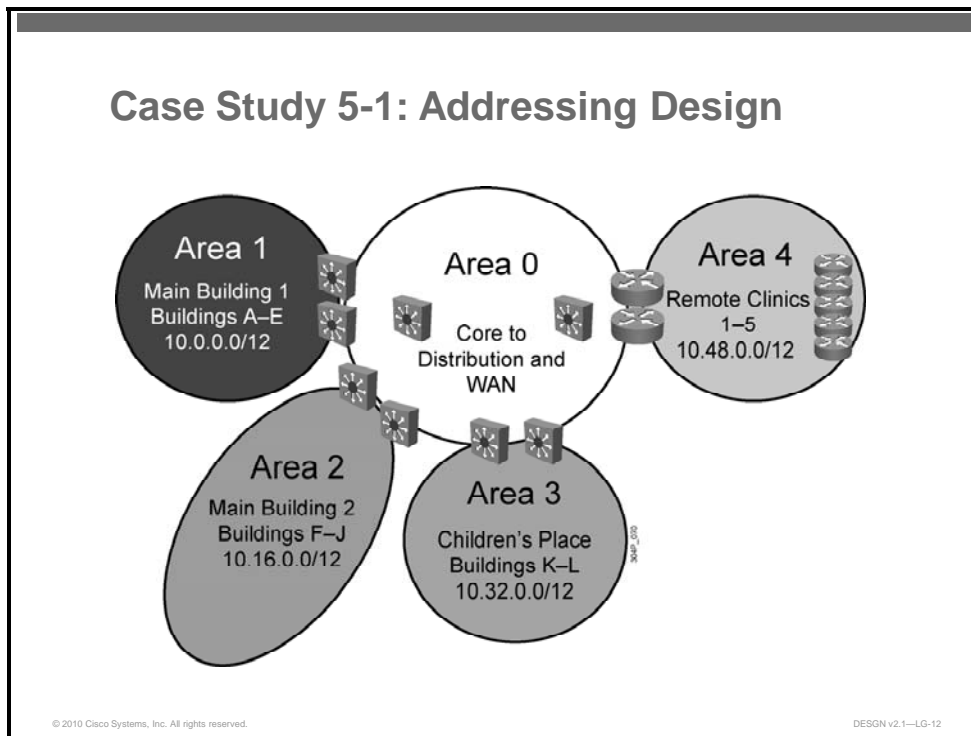 Case Study 5-1: Addressing Design
Area 1
Main Building 1
Buildings A–E
10.0.0.0/12
Area 0
Core to
Distribution and
WAN
Area 4
Remote Clinics
1–5
10.48.0.0/12
Area 2
Main Building 2
Buildings F–J
10.16.0.0/12
Area 3
Children's Place
Buildings K–L
10.32.0.0/12
304P_070
© 2010 Cisco Systems, Inc. All rights reserved.
DESGN v2.1—LG-12